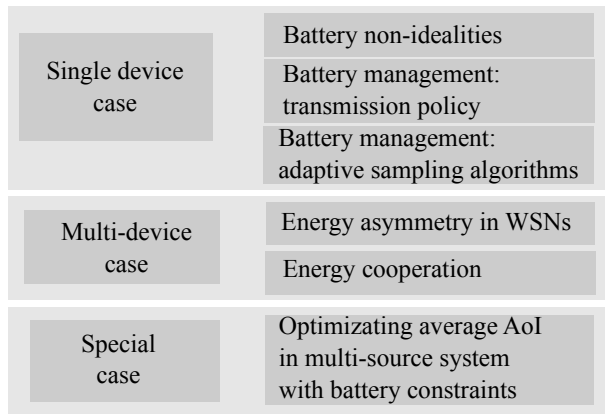 Single device
case
Battery non-idealities
Battery management:
transmission policy
Battery management:
adaptive sampling algorithms
Multi-device
case
Energy asymmetry in WSNs
Energy cooperation
Special
case
Optimizating average AoI
in multi-source system
with battery constraints